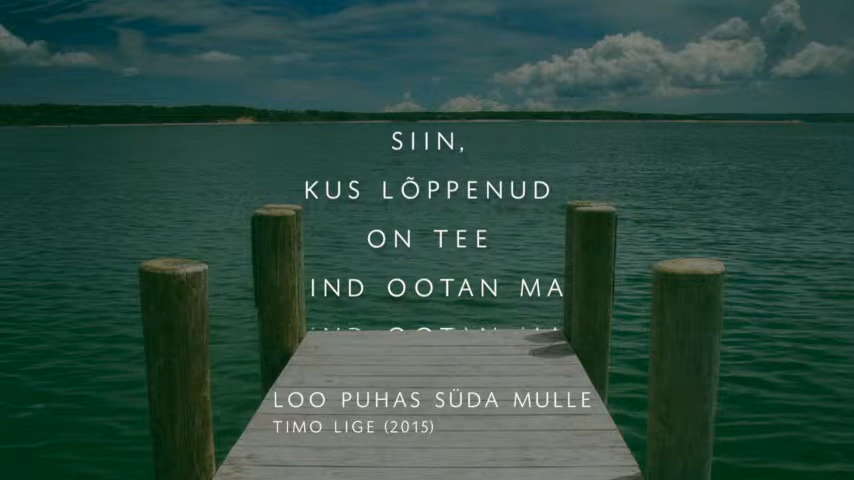 SIIN,
KUS LÕPPENUD
ON TEE
IND OOTAN MA
LOO PUHAS SÜDA MULLE
TIMO LIGE (2015)